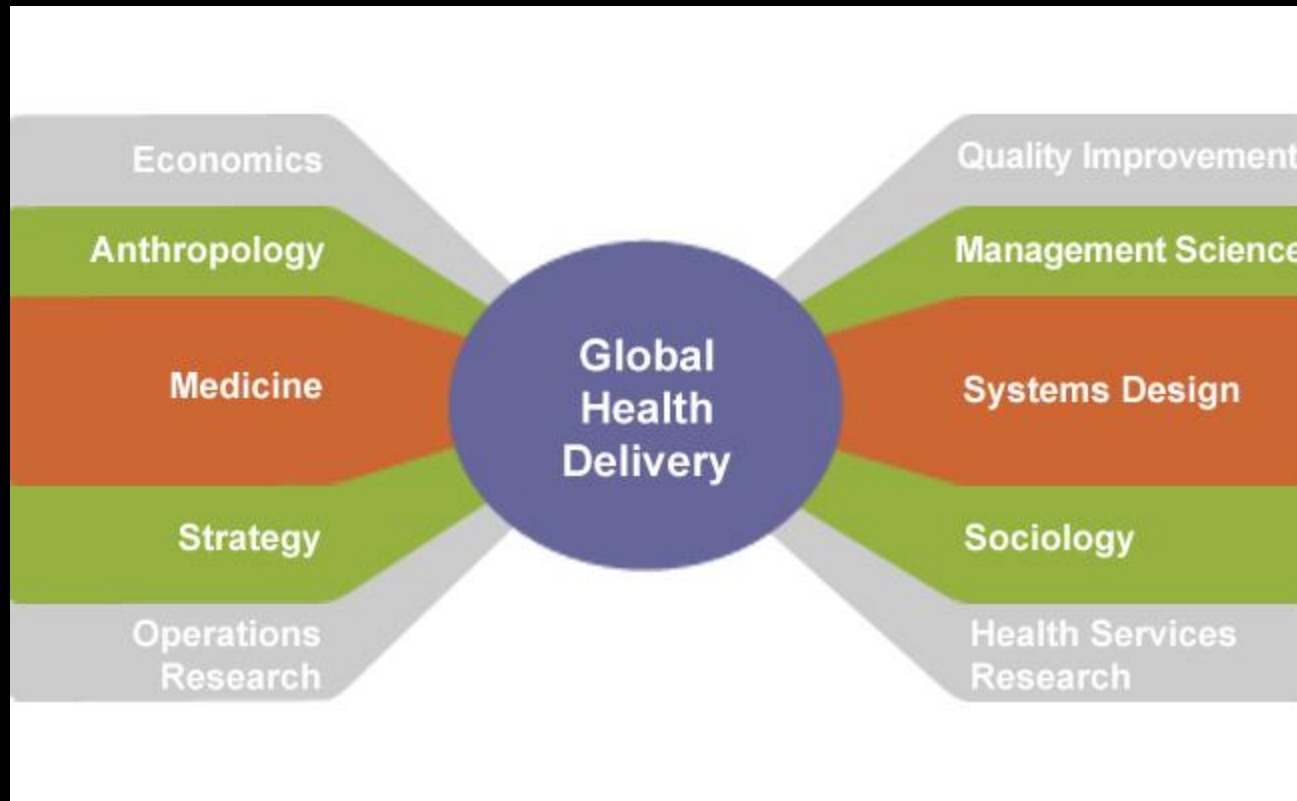 Economics
Anthropology
Medicine
Strategy
Operations
Research
Global
Health
Delivery
Quality Improvement
Management Science
Systems Design
Sociology
Health Services
Research